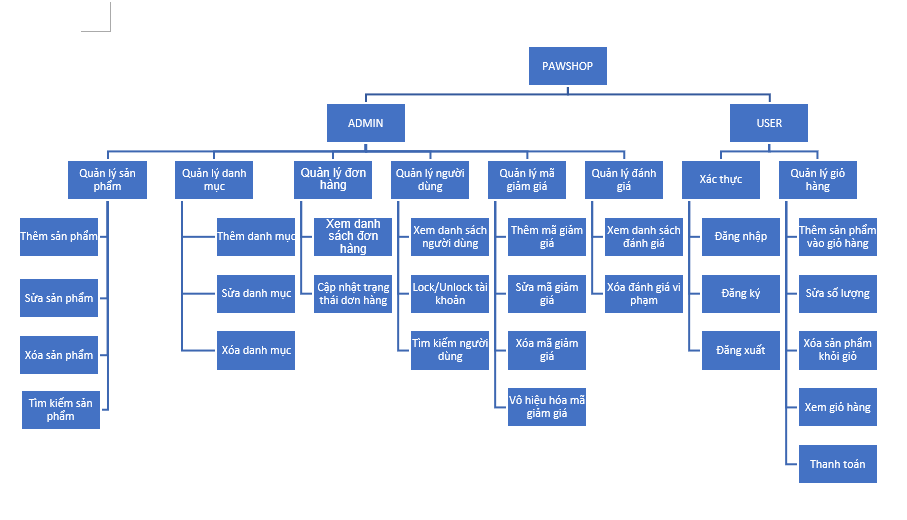 PAWSHOP
ADMIN
USER
Quản lý sản
phẩm
Quản lý danh
mục
Quản lý đơn
hàng
Quản lý người
dùng
Quản lý mã
giảm giá
Quản lý đánh
giá
Xác thực
Quản lý giỏ
hàng
Thêm sản phẩm
Sửa sản phẩm
Xóa sản phẩm
Tìm kiếm sản
phẩm
Thêm danh mục
Sửa danh mục
Xóa danh mục
Xem danh
sách đơn
hàng
Cập nhật trạng
thái dơn hàng
Xem danh sách
người dùng
Lock/Unlock tài
khoản
Tìm kiếm người
dùng
Thêm mã giảm
giá
Sửa mã giảm
giá
Xóa mã giảm
giá
Vô hiệu hóa mã
giảm giá
Xem danh sách
đánh giá
Xóa đánh giá vi
phạm
Đăng nhập
Đăng ký
Đăng xuất
Thêm sản phẩm
vào giỏ hàng
Sửa số lượng
Xóa sản phẩm
khỏi giỏ
Xem giỏ hàng
Thanh toán